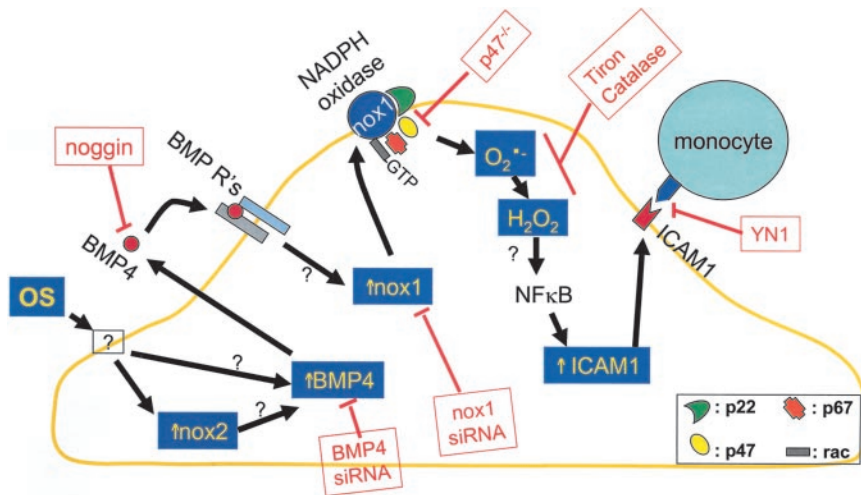 NADPH
oxidase
p47-/-
Tiron
Catalase
nox1
GTP
noggin
BMP R's
BMP4
O2•-
H2O2
?
NFκB
monocyte
ICAM1
YN1
OS
?
?
?
↑nox1
↑BMP4
?
↑nox2
↑ ICAM1
BMP4
siRNA
nox1
siRNA
: p22
: p67
: p47
: rac